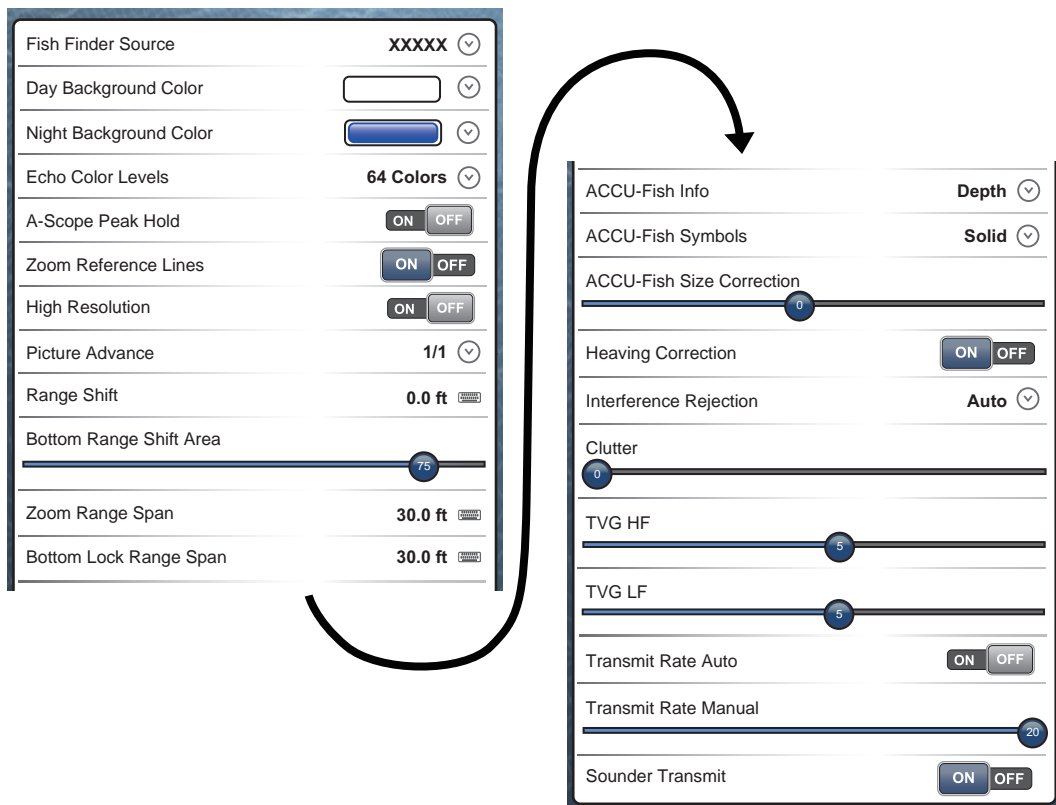 Fish Finder Source XXXXX
Day Background Color
Night Background Color
Echo Color Levels 64 Colors
A-Scope Peak Hold ON OFF
Zoom Reference Lines ON OFF
High Resolution ON OFF
Picture Advance 1/1
Range Shift 0.0 ft
Bottom Range Shift Area
75
Zoom Range Span 30.0 ft
Bottom Lock Range Span 30.0 ft
ACCU-Fish Info Depth
ACCU-Fish Symbols Solid
ACCU-Fish Size Correction
0
Heaving Correction ON OFF
Interference Rejection Auto
Clutter
0
TVG HF
5
TVG LF
5
Transmit Rate Auto ON OFF
Transmit Rate Manual
20
Sounder Transmit ON OFF